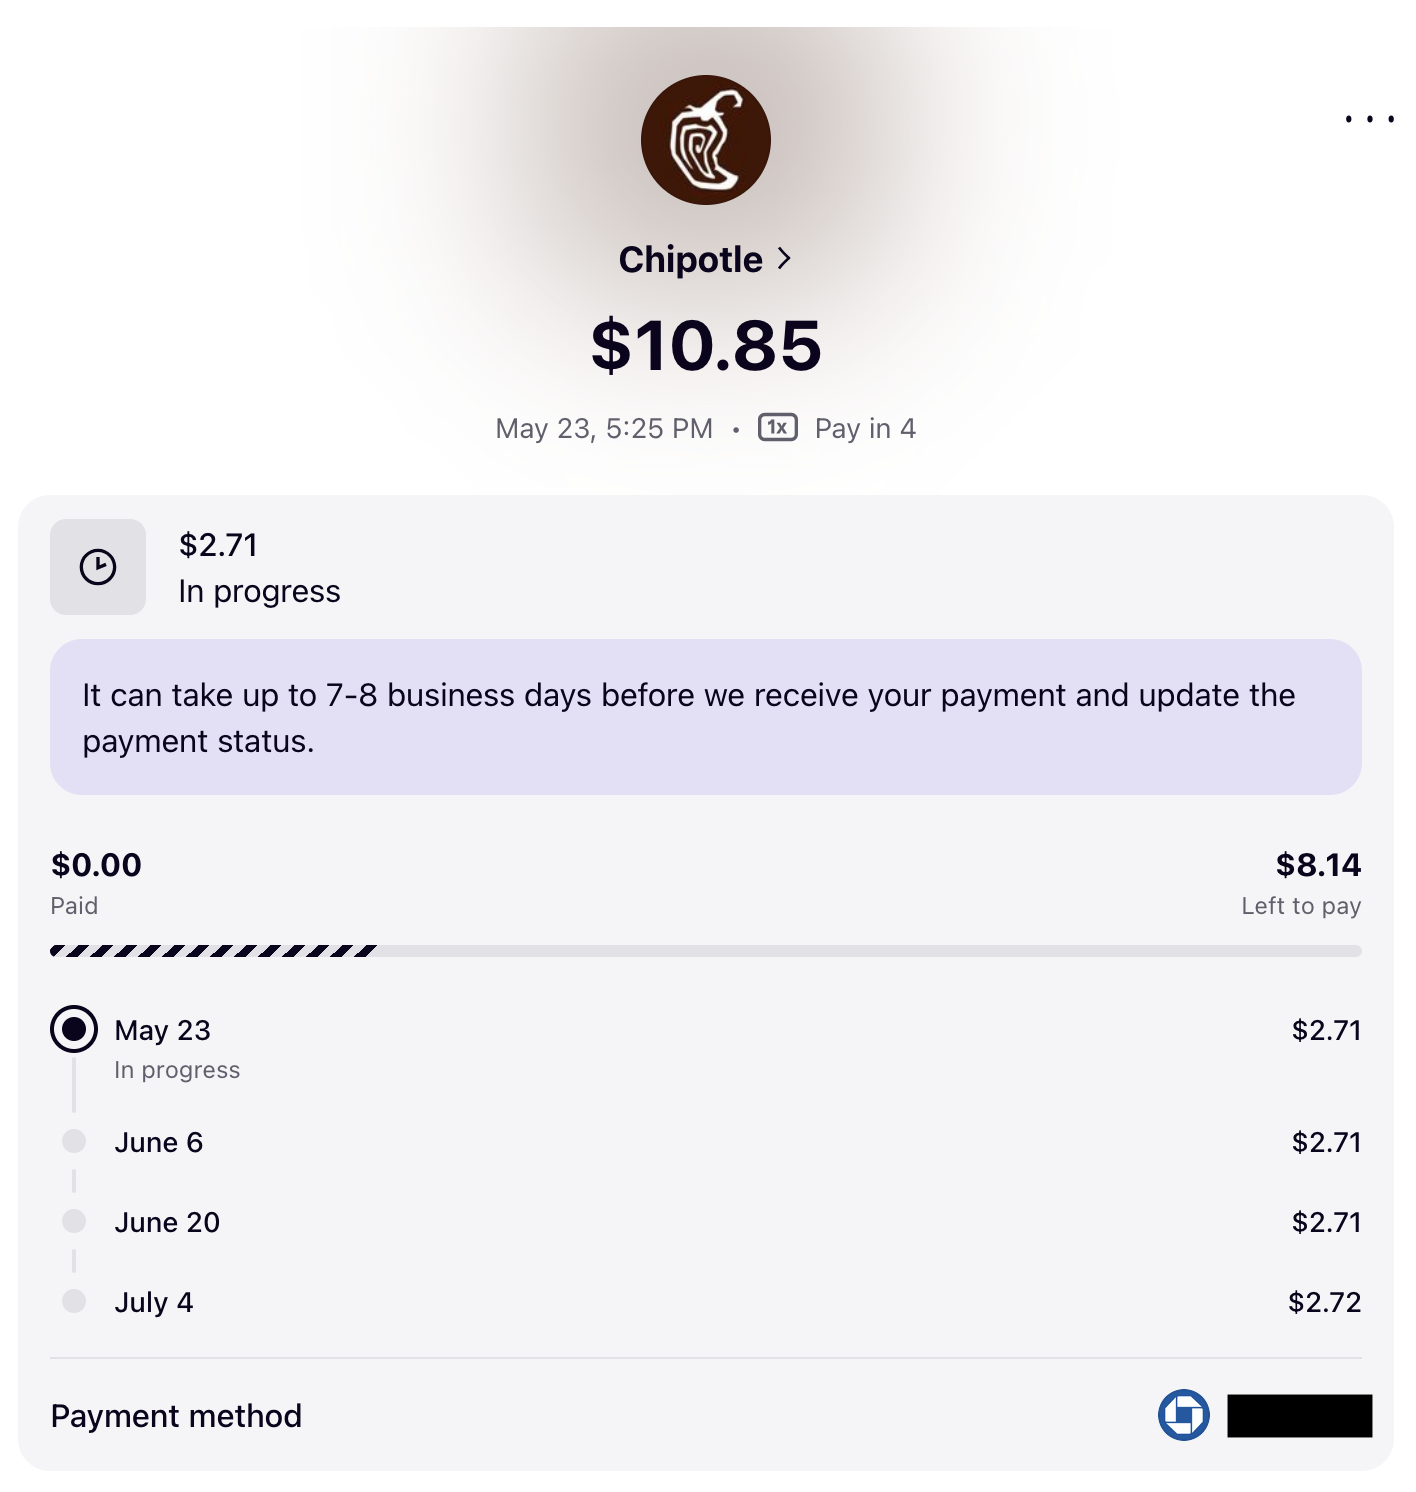 Chipotle >
$10.85
May 23, 5:25 PM • 1x Pay in 4
$2.71
In progress
It can take up to 7-8 business days before we receive your payment and update the
payment status.
$0.00 $8.14
Paid Left to pay
May 23 $2.71
In progress
June 6 $2.71
June 20 $2.71
July 4 $2.72
Payment method